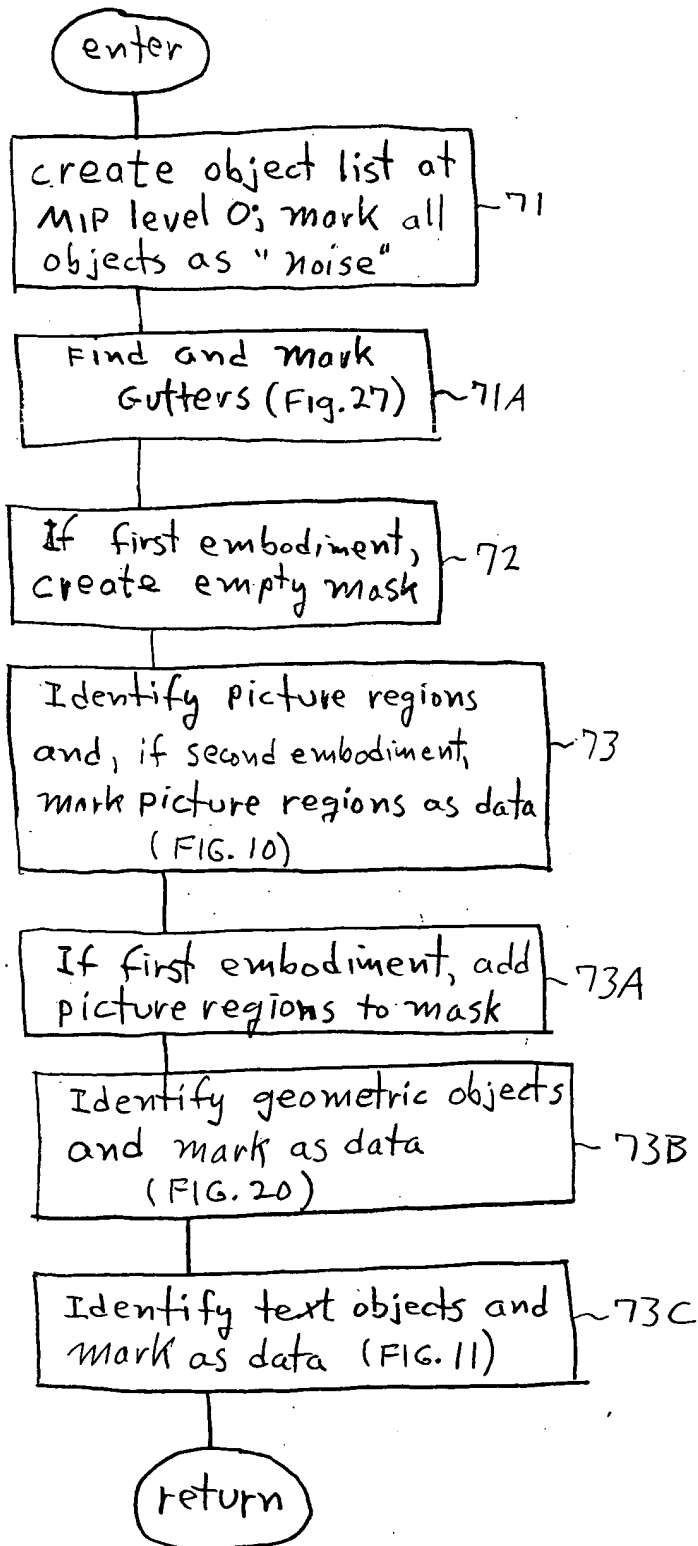 enter
create object list at
MIP level 0; mark all
objects as "noise"
71
Find and mark
Gutters (Fig. 27)
71A
If first embodiment,
create empty mask
72
Identify picture regions
and, if second embodiment,
mark picture regions as data
(FIG. 10)
73
If first embodiment, add
picture regions to mask
73A
Identify geometric objects
and mark as data
(FIG. 20)
73B
Identify text objects and
mark as data (FIG. 11)
73C
return